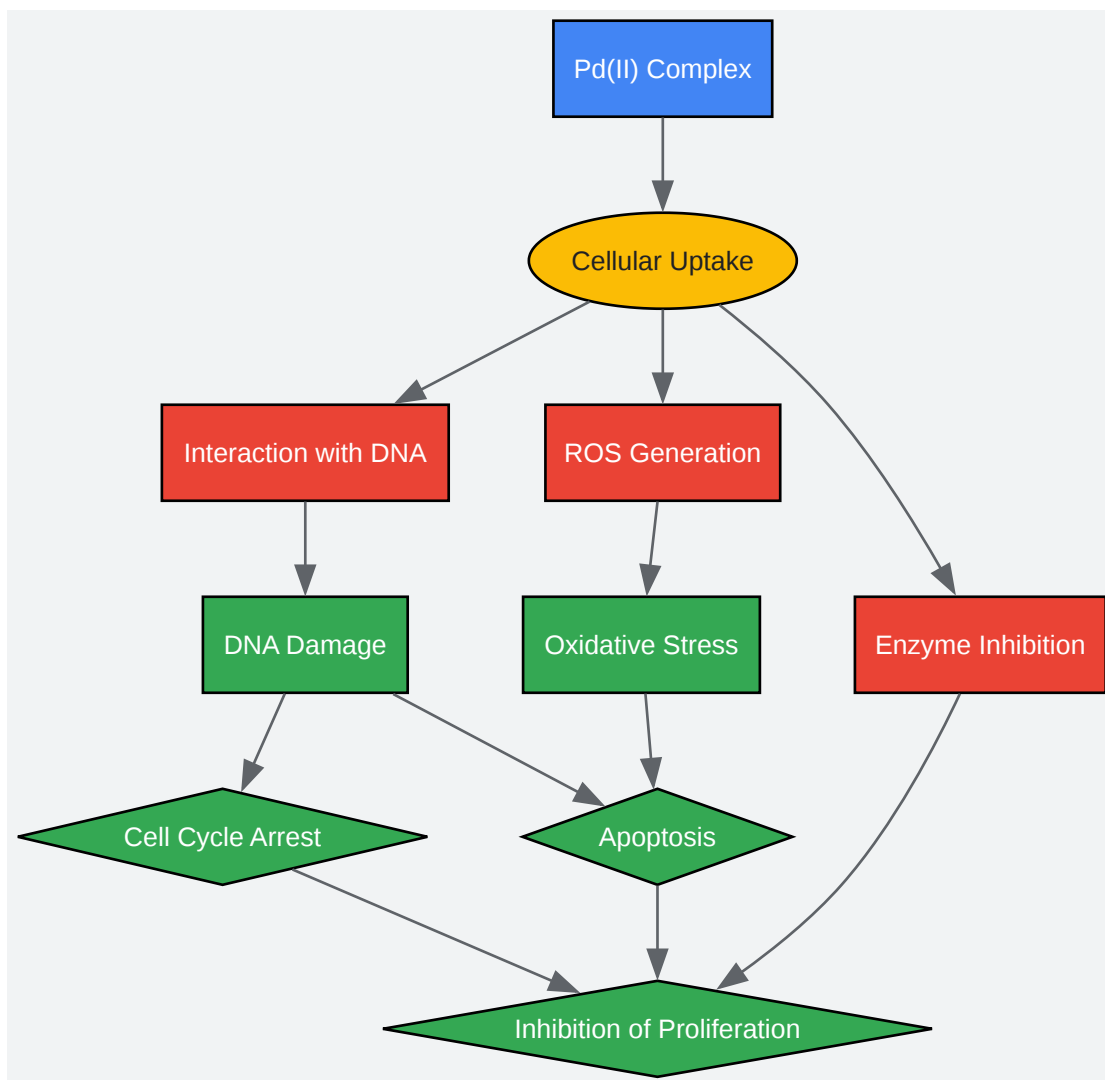 Pd(II) Complex
Cellular Uptake
Interaction with DNA
ROS Generation
DNA Damage
Oxidative Stress
Enzyme Inhibition
Cell Cycle Arrest
Apoptosis
Inhibition of Proliferation